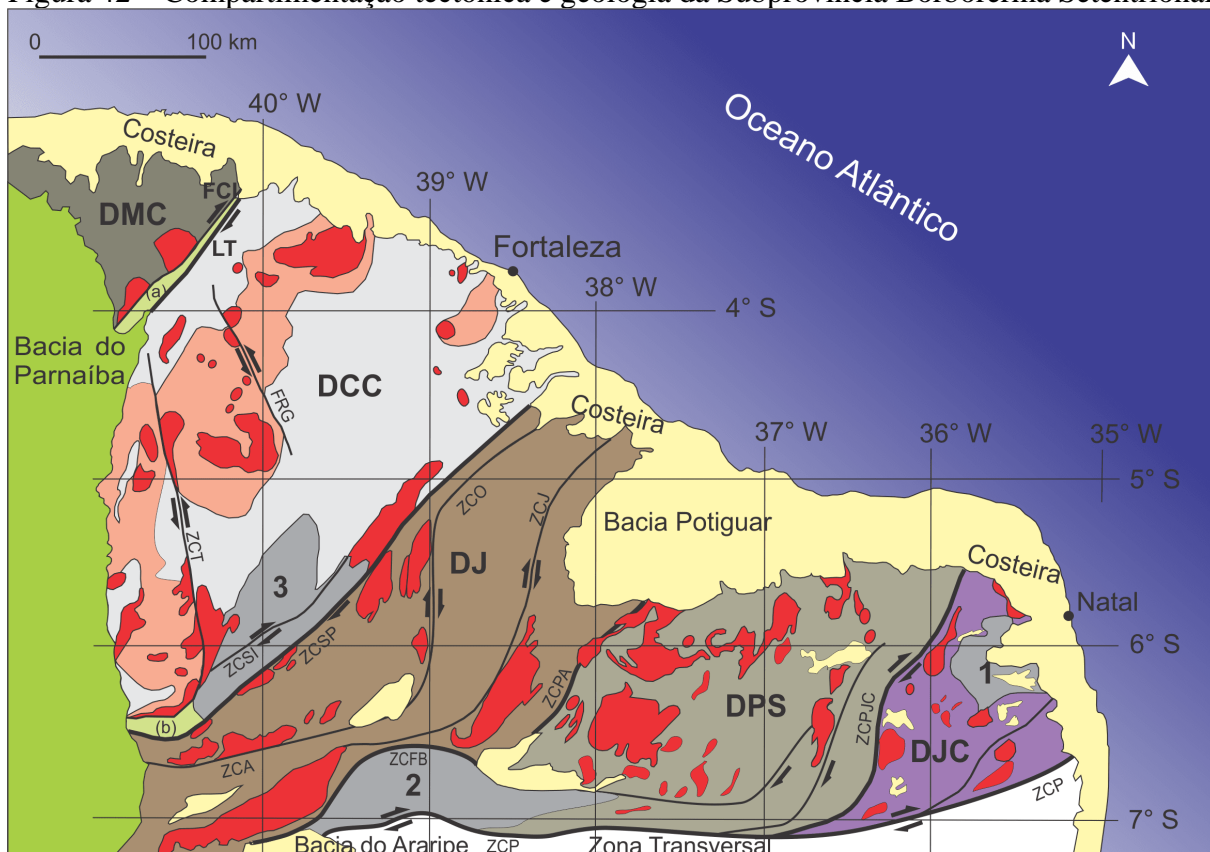 Figura 42 – Compartimentação tectônica e geologia da Subprovíncia Borborema Setentrional
0 100 km
N
40° W
Oceano Atlântico
Costeira
39° W
FCI
DMC
LT
Fortaleza
(a)
38° W
4° S
Bacia do
Parnaíba
DCC
FRG
Costeira
37° W
36° W
35° W
5° S
ZCO
ZCJ
Bacia Potiguar
ZCT
DJ
Costeira
3
Natal
6° S
ZCSI
ZCSP
1
ZCPA
DPS
ZCPJC
(b)
DJC
ZCA
ZCFB
2
ZCP
7° S
Bacia do Araripe
ZCP
Zona Transversal